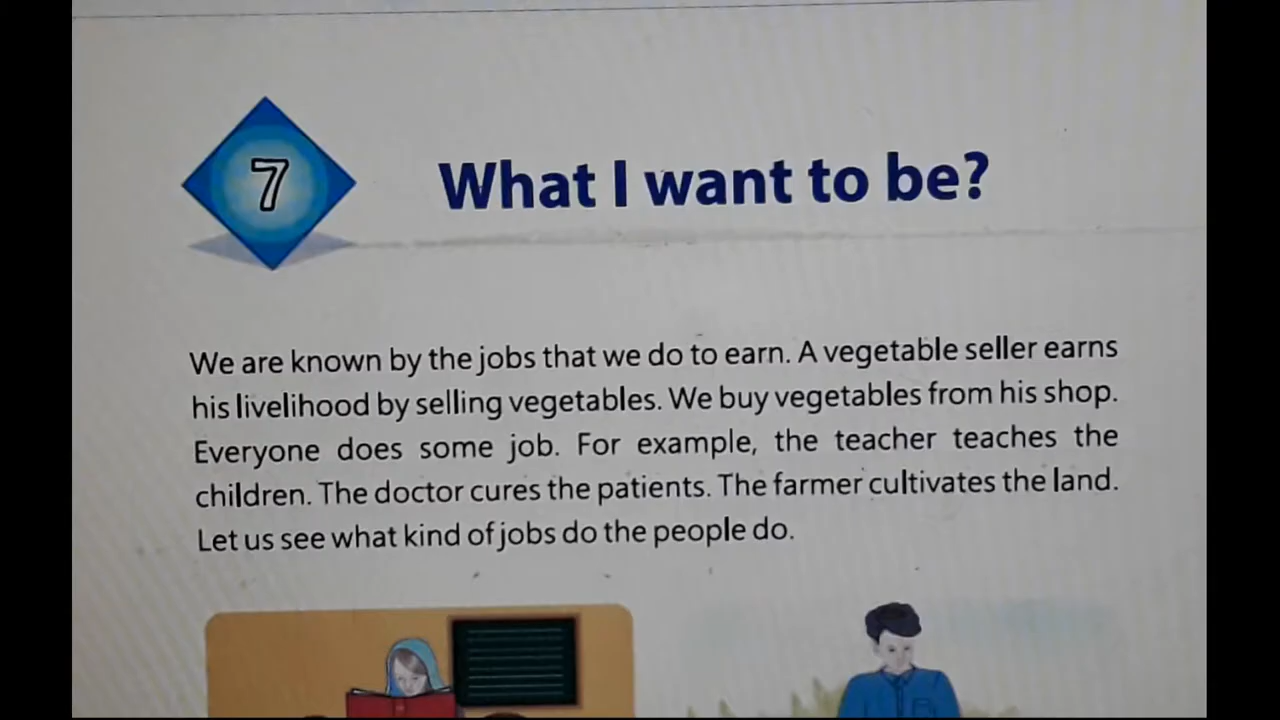 7
What I want to be?
We are known by the jobs that we do to earn. A vegetable seller earns
his livelihood by selling vegetables. We buy vegetables from his shop.
Everyone does some job. For example, the teacher teaches the
children. The doctor cures the patients. The farmer cultivates the land.
Let us see what kind of jobs do the people do.